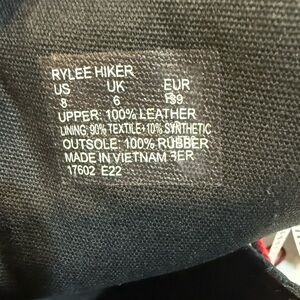 RYLEE HIKER
US UK EUR
8 6 39
UPPER: 100% LEATHER
LINING: 90% TEXTILE+10% SYNTHETIC
OUTSOLE: 100% RUBBER
MADE IN VIETNAM
17602 E22